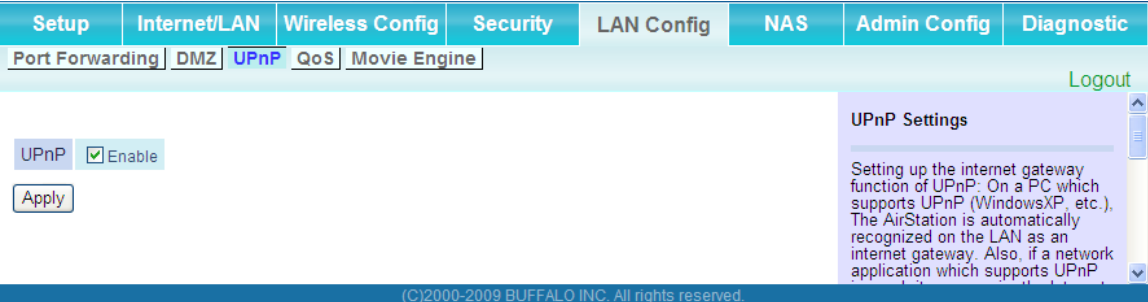 Setup Internet/LAN Wireless Config Security LAN Config NAS Admin Config Diagnostic
Port Forwarding DMZ UPnP QoS Movie Engine
Logout
UPnP Enable
Apply
UPnP Settings
Setting up the internet gateway
function of UPnP: On a PC which
supports UPnP (WindowsXP, etc.),
The AirStation is automatically
recognized on the LAN as an
internet gateway. Also, if a network
application which supports UPnP
(C)2000-2009 BUFFALO INC. All rights reserved.